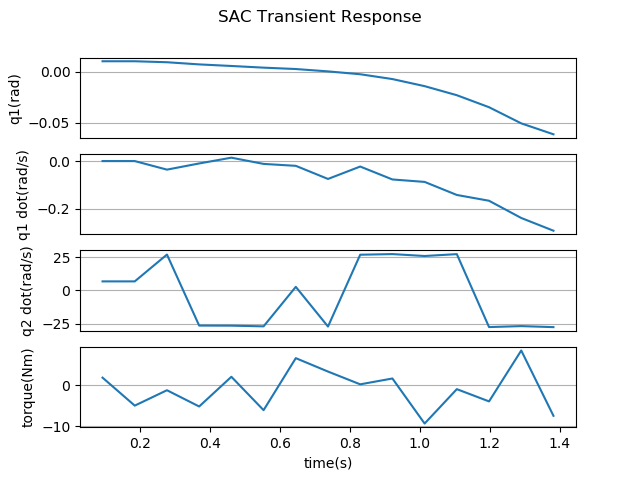 SAC Transient Response
q1(rad)
0.00
−0.05
q1 dot(rad/s)
0.0
−0.2
q2 dot(rad/s)
25
0
−25
torque(Nm)
0
−10
0.2 0.4 0.6 0.8 1.0 1.2 1.4
time(s)